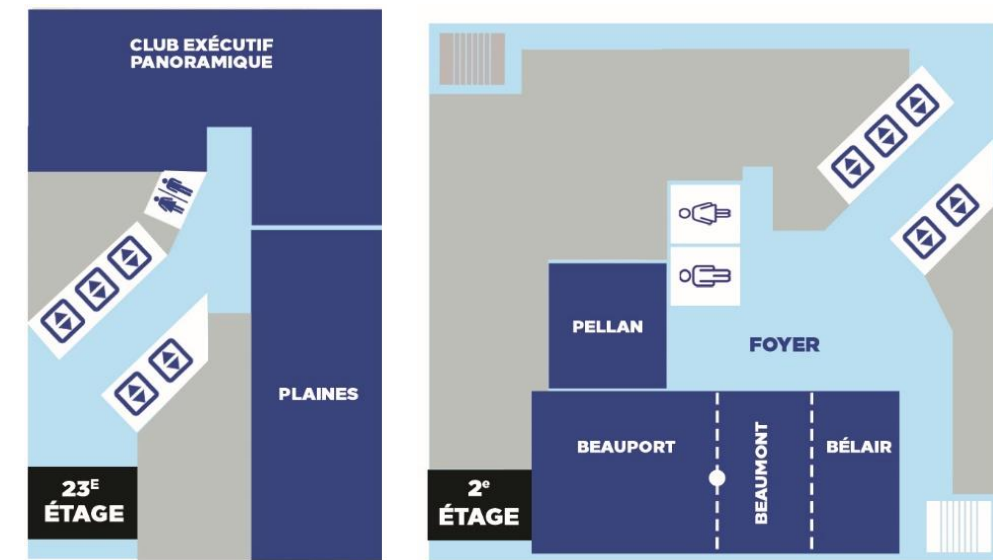 CLUB EXÉCUTIF
PANORAMIQUE
PLAINES
23E
ÉTAGE
PELLAN
FOYER
BEAUPORT
BEAUMONT
BÉLAIR
2e
ÉTAGE